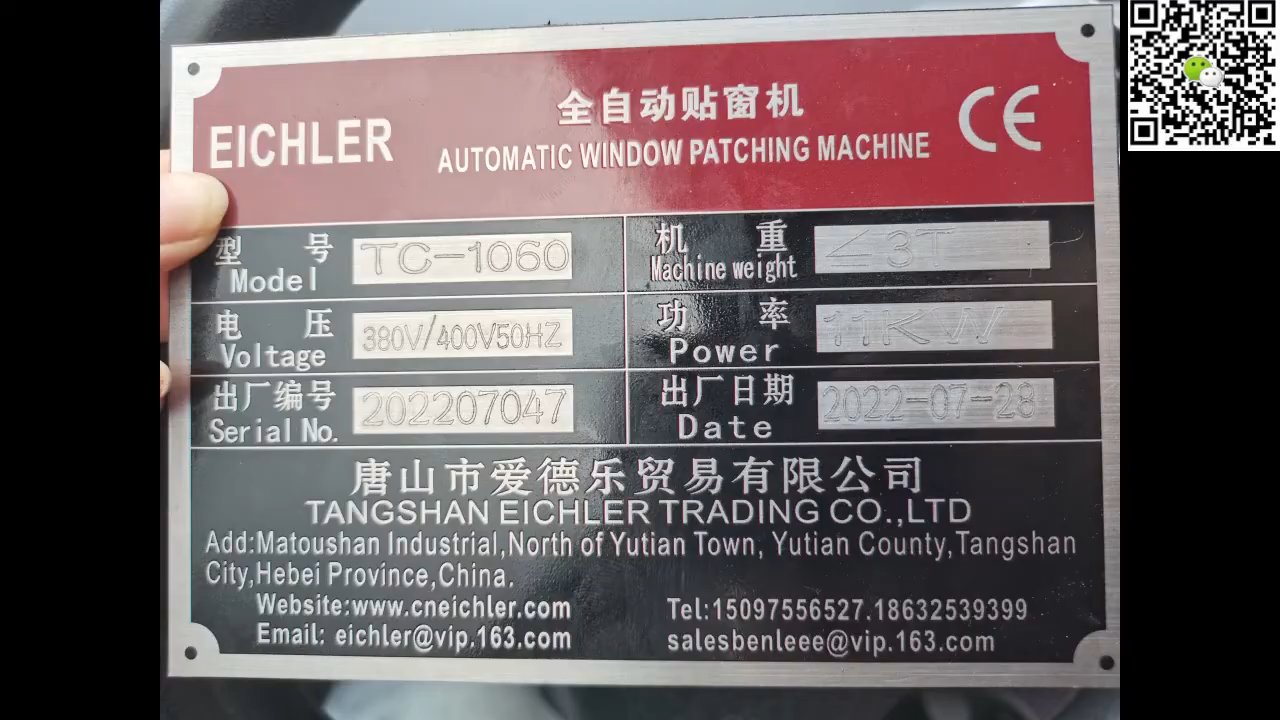 全自动贴窗机
EICHLER
AUTOMATIC WINDOW PATCHING MACHINE
CE
型 号
Model
TC-1060
机 重
Machine weight
≤3T
电 压
Voltage
380V/400V50HZ
功 率
Power
11KW
出厂编号
Serial No.
202207047
出厂日期
Date
2022-07-28
唐山市爱德乐贸易有限公司
TANGSHAN EICHLER TRADING CO.,LTD
Add:Matoushan Industrial,North of Yutian Town, Yutian County,Tangshan
City,Hebei Province,China.
Website:www.cneichler.com
Tel:15097556527.18632539399
Email: eichler@vip.163.com
salesbenleee@vip.163.com